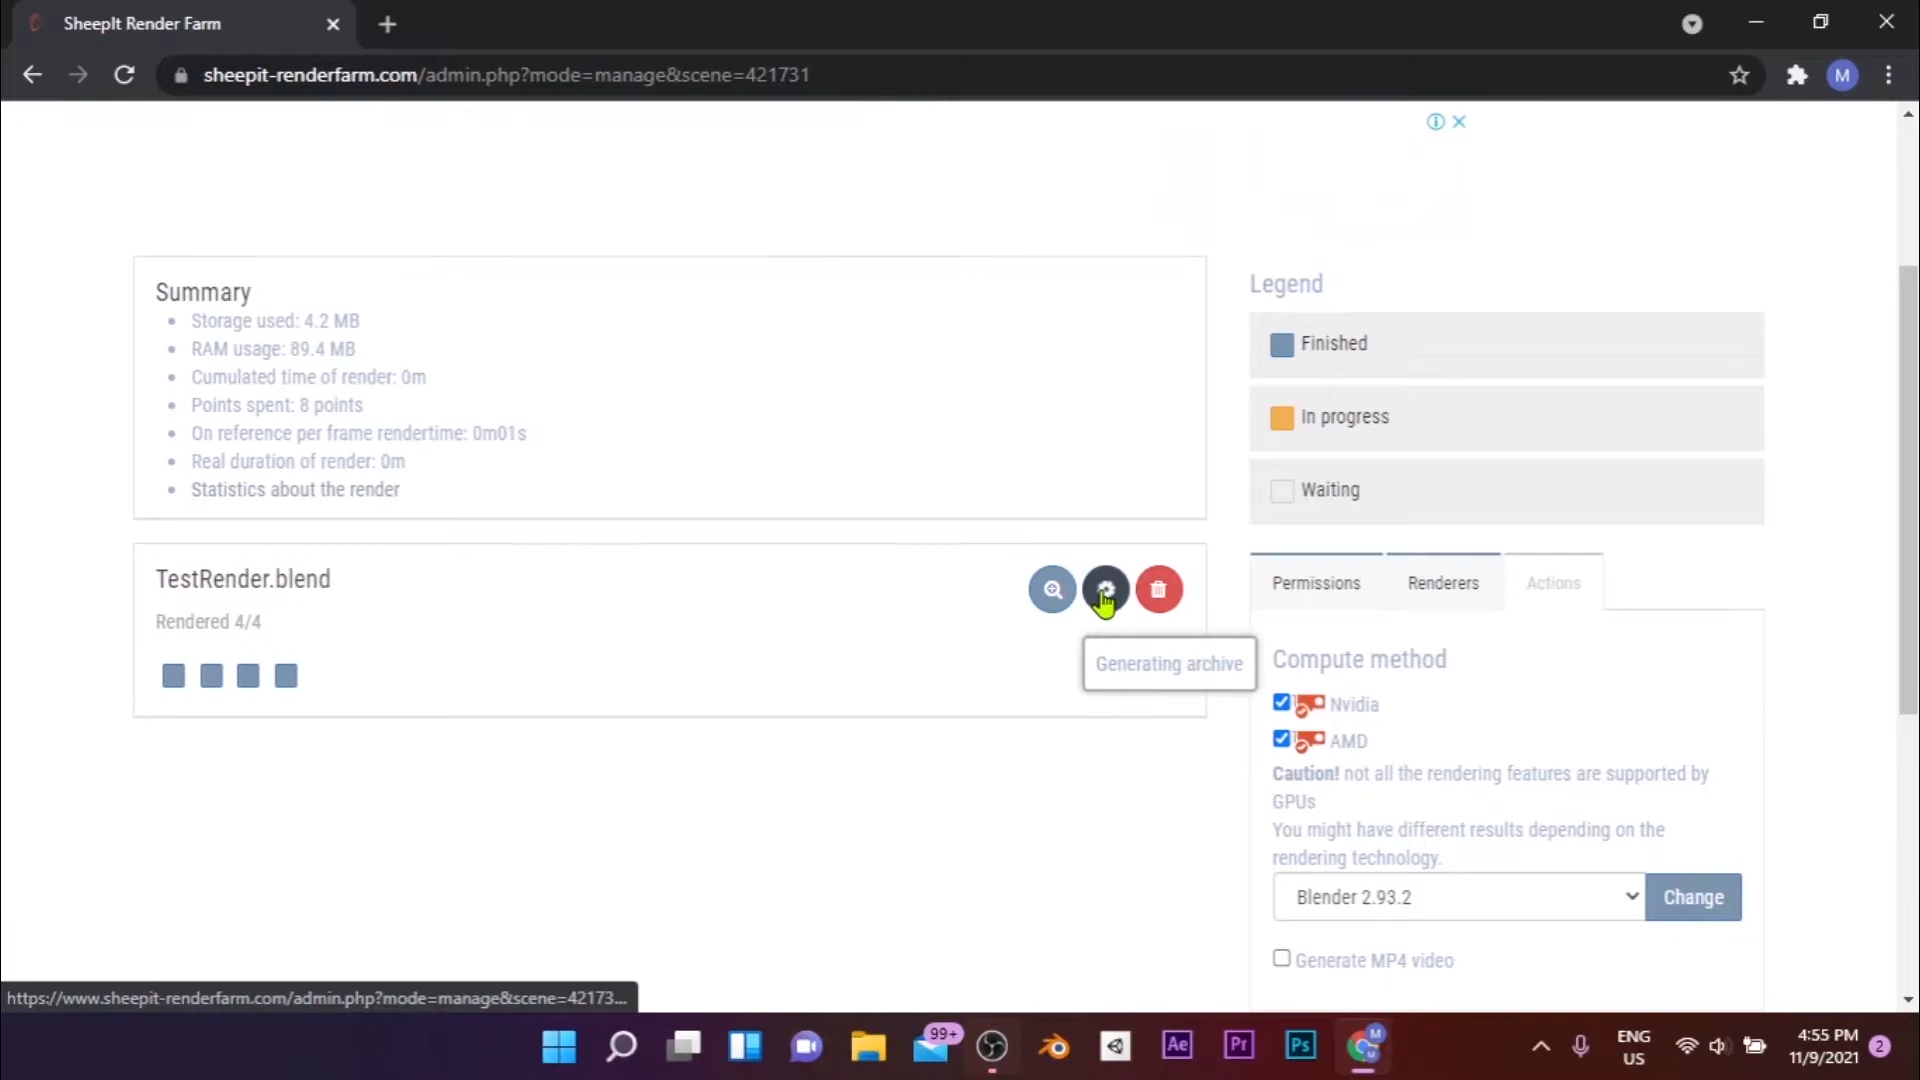 SheepIt Render Farm
sheepit-renderfarm.com/admin.php?mode=manage&scene=421731
M
Summary
Storage used: 4.2 MB
RAM usage: 89.4 MB
Cumulated time of render: 0m
Points spent: 8 points
On reference per frame rendertime: 0m01s
Real duration of render: 0m
Statistics about the render
Legend
Finished
In progress
Waiting
TestRender.blend
Rendered 4/4
Generating archive
Permissions
Renderers
Actions
Compute method
Nvidia
AMD
Caution! not all the rendering features are supported by
GPUs
You might have different results depending on the
rendering technology.
Blender 2.93.2
Change
Generate MP4 video
https://www.sheepit-renderfarm.com/admin.php?mode=manage&scene=42173...
99+
Ae
Pr
Ps
M
ENG
US
4:55 PM
11/9/2021
2